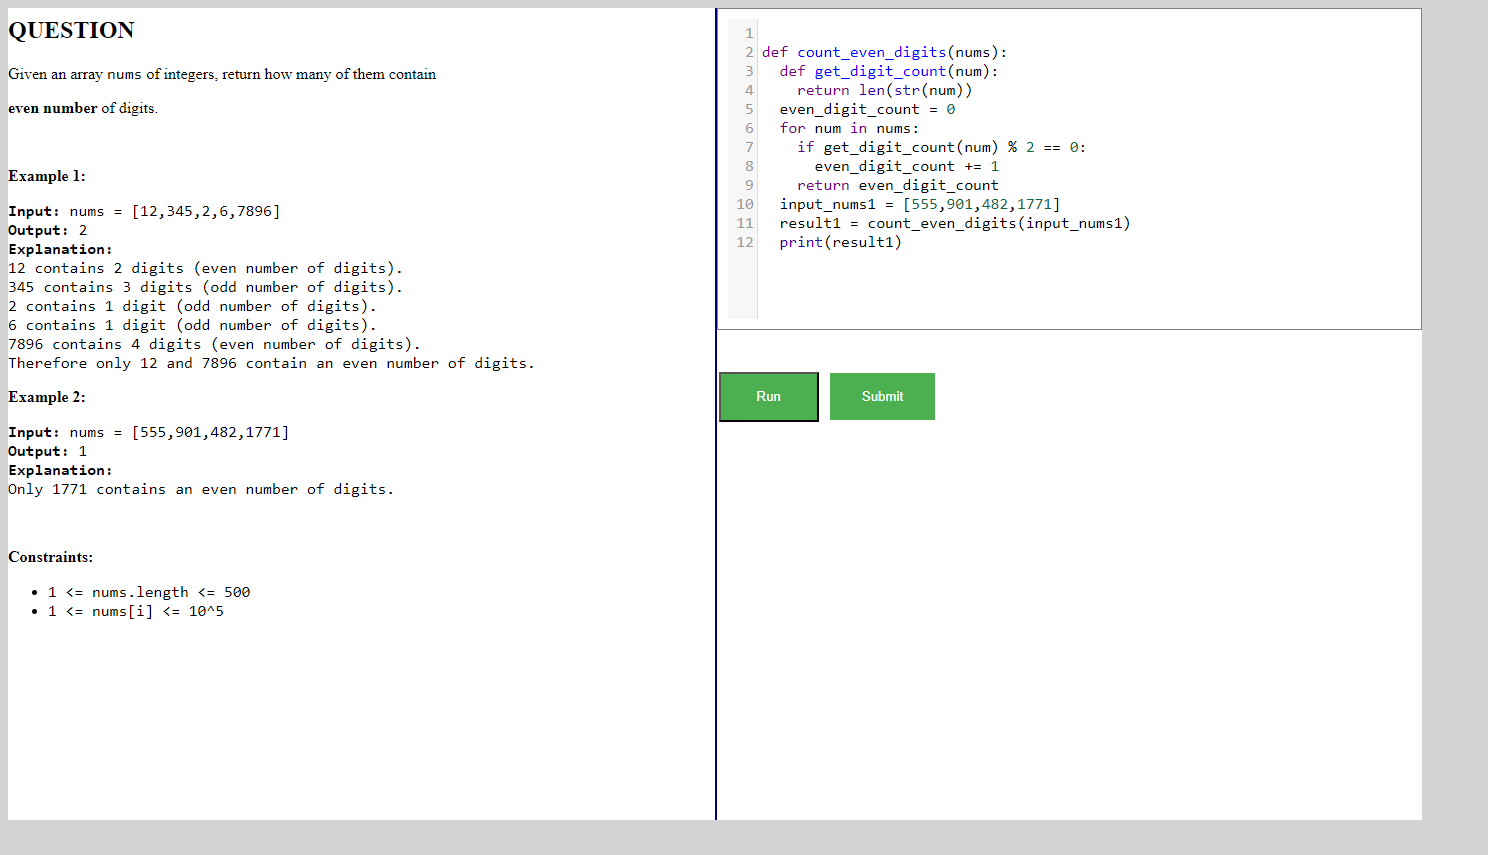 QUESTION
Given an array nums of integers, return how many of them contain
even number of digits.
Example 1:
Input: nums = [12,345,2,6,7896]
Output: 2
Explanation:
12 contains 2 digits (even number of digits).
345 contains 3 digits (odd number of digits).
2 contains 1 digit (odd number of digits).
6 contains 1 digit (odd number of digits).
7896 contains 4 digits (even number of digits).
Therefore only 12 and 7896 contain an even number of digits.
Example 2:
Input: nums = [555,901,482,1771]
Output: 1
Explanation:
Only 1771 contains an even number of digits.
Constraints:
• 1 <= nums.length <= 500
• 1 <= nums[i] <= 10^5
1
2 def count_even_digits(nums):
3   def get_digit_count(num):
4     return len(str(num))
5   even_digit_count = 0
6   for num in nums:
7     if get_digit_count(num) % 2 == 0:
8       even_digit_count += 1
9     return even_digit_count
10   input_nums1 = [555,901,482,1771]
11   result1 = count_even_digits(input_nums1)
12   print(result1)
Run Submit